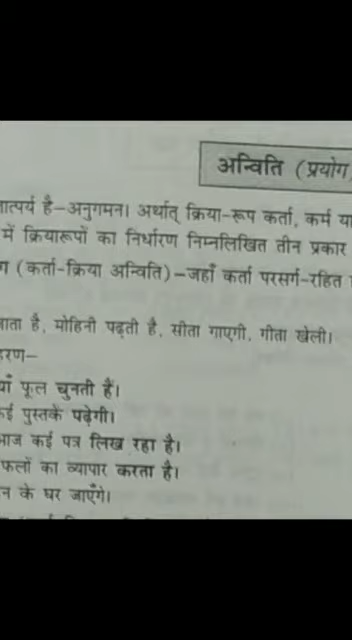 अन्विति (प्रयोग
तात्पर्य है–अनुगमन। अर्थात् क्रिया-रूप कर्ता, कर्म या
में क्रियारूपों का निर्धारण निम्नलिखित तीन प्रकार
(कर्ता-क्रिया अन्विति)–जहाँ कर्ता परसर्ग-रहित
है, मोहिनी पढ़ती है, सीता गाएगी, गीता खेली।
फूल चुनती हैं।
पुस्तकें पढ़ेगी।
आज कई पत्र लिख रहा है।
फलों का व्यापार करता है।
के घर जाएँगे।